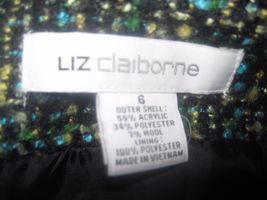 LIZ claiborne
6
OUTER SHELL:
59% ACRYLIC
34% POLYESTER
7% WOOL
LINING:
100% POLYESTER
MADE IN VIETNAM